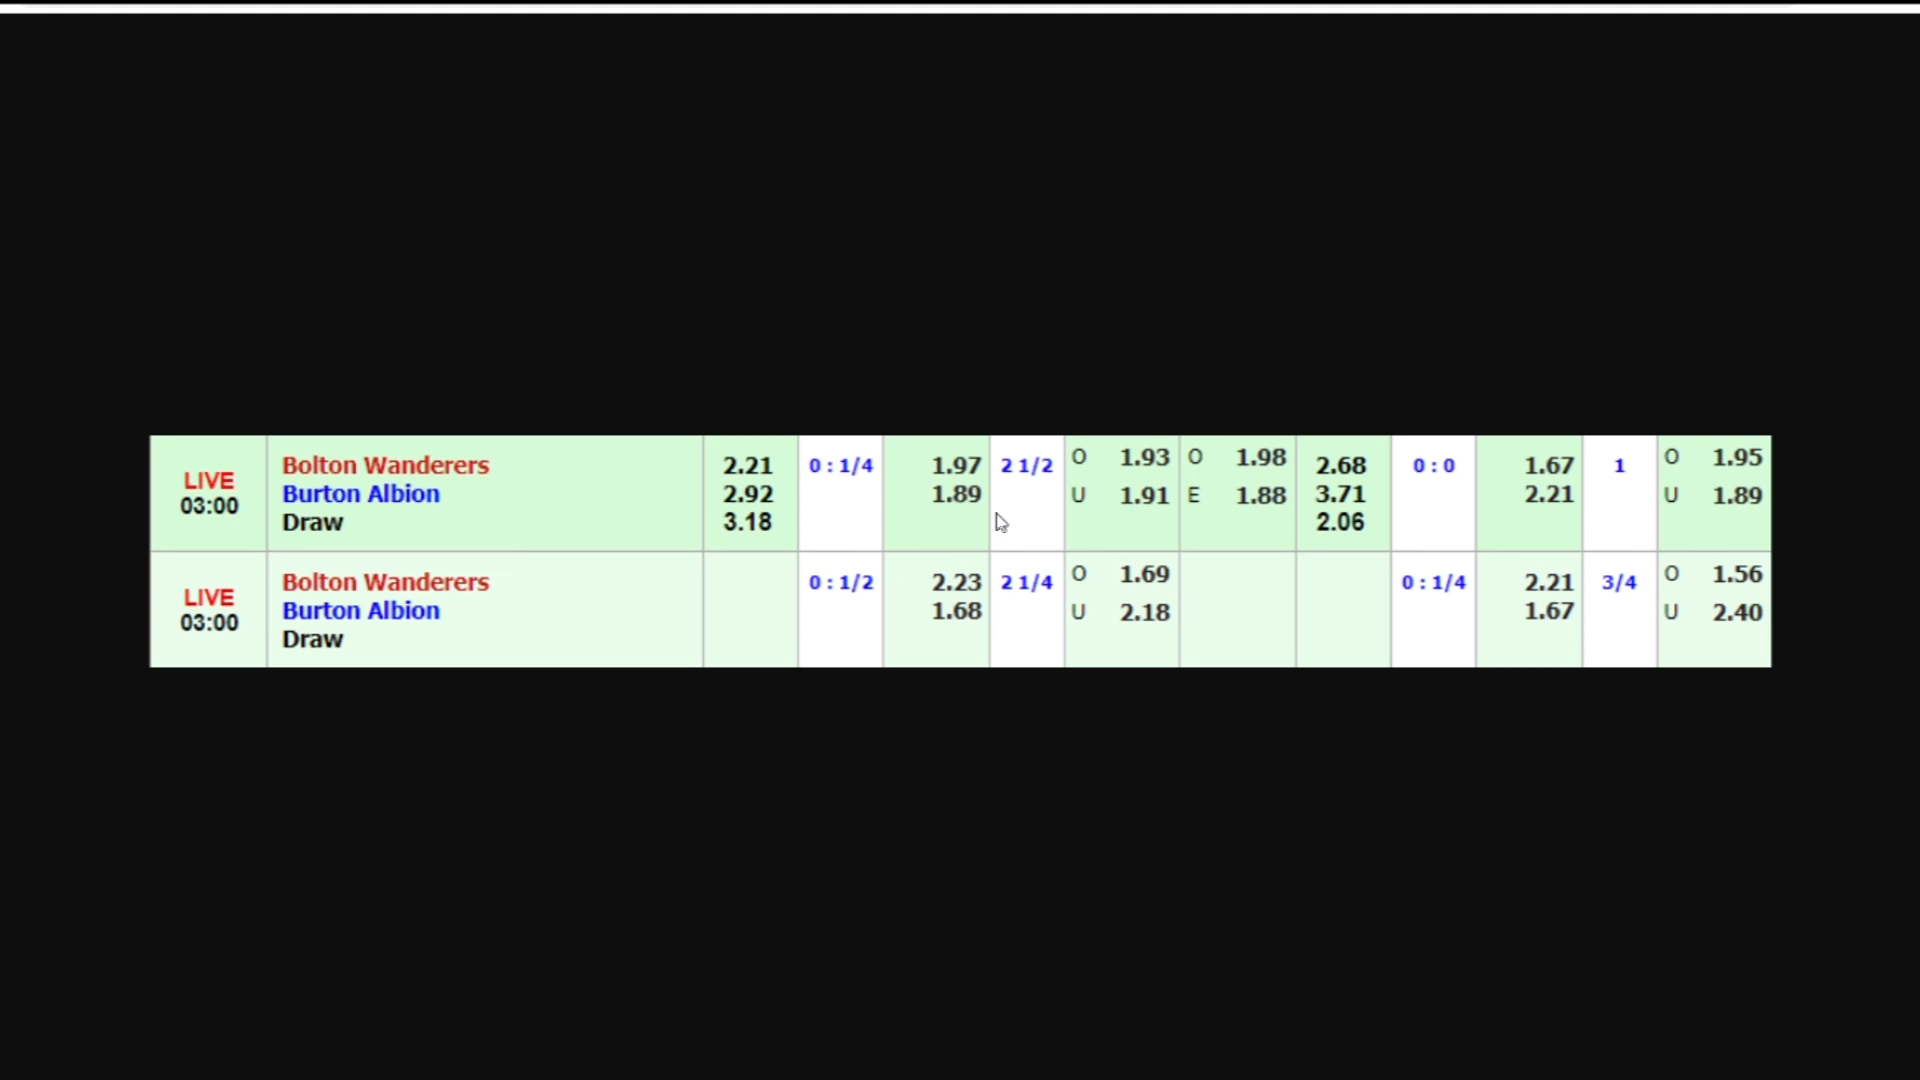 LIVE 03:00 Bolton Wanderers 2.21 0 : 1/4 1.97 2 1/2 O 1.93 O 1.98 2.68 0 : 0 1.67 1 O 1.95
Burton Albion 2.92 1.89 U 1.91 E 1.88 3.71 2.21 U 1.89
Draw 3.18 2.06
LIVE 03:00 Bolton Wanderers 0 : 1/2 2.23 2 1/4 O 1.69 0 : 1/4 2.21 3/4 O 1.56
Burton Albion 1.68 U 2.18 1.67 U 2.40
Draw